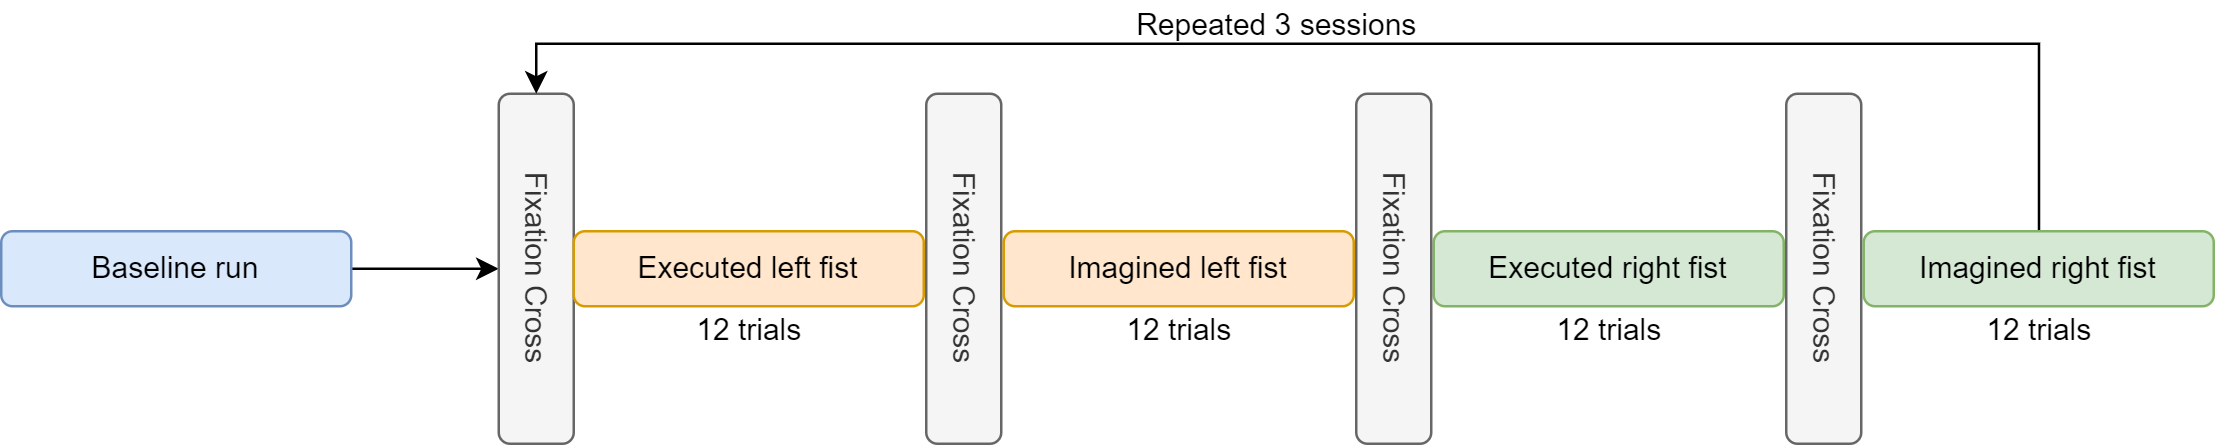 Repeated 3 sessions
Baseline run
Fixation Cross
Executed left fist
12 trials
Fixation Cross
Imagined left fist
12 trials
Fixation Cross
Executed right fist
12 trials
Fixation Cross
Imagined right fist
12 trials